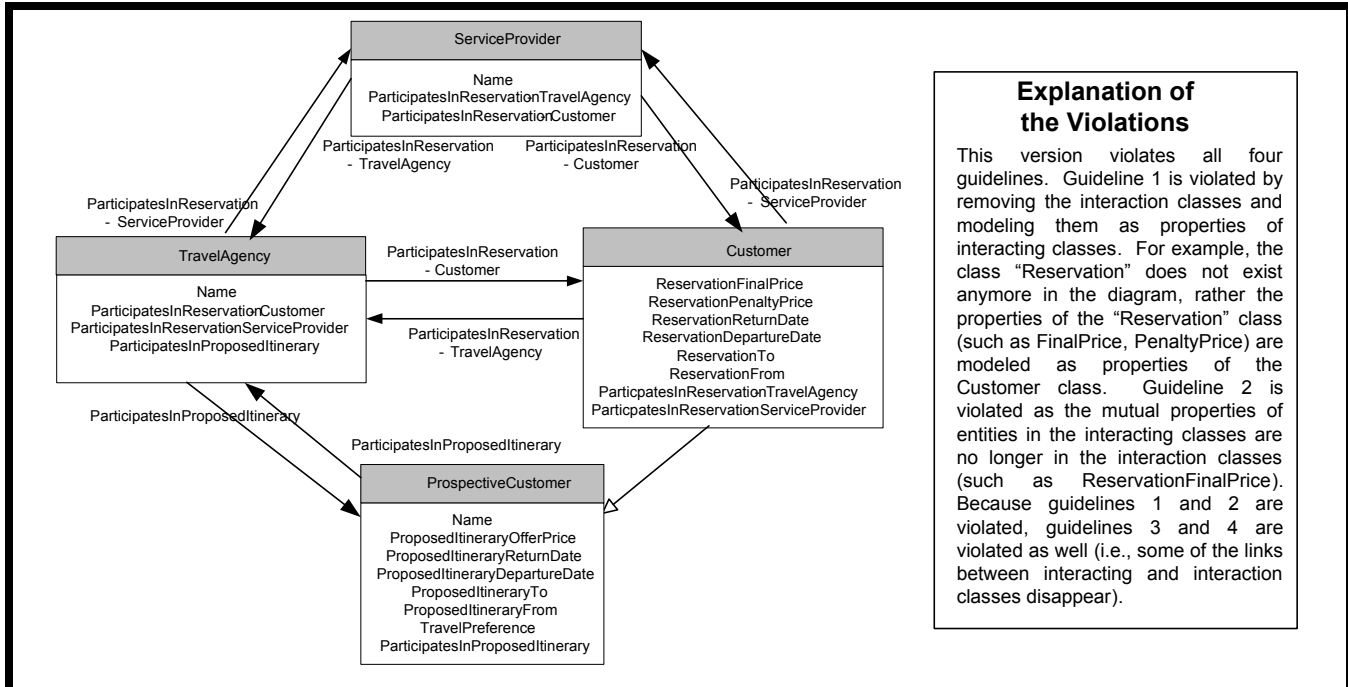 ServiceProvider
Name
ParticipatesInReservationTravelAgency
ParticipatesInReservationCustomer
ParticipatesInReservation
- TravelAgency
ParticipatesInReservation
- Customer
ParticipatesInReservation
- ServiceProvider
ParticipatesInReservation
- ServiceProvider
TravelAgency
Name
ParticipatesInReservationCustomer
ParticipatesInReservationServiceProvider
ParticipatesInProposedItinerary
ParticipatesInReservation
- Customer
ParticipatesInReservation
- TravelAgency
Customer
ReservationFinalPrice
ReservationPenaltyPrice
ReservationReturnDate
ReservationDepartureDate
ReservationTo
ReservationFrom
PartcipatesInReservationTravelAgency
PartcipatesInReservationServiceProvider
ParticipatesInProposedItinerary
ParticipatesInProposedItinerary
ProspectiveCustomer
Name
ProposedItineraryOfferPrice
ProposedItineraryReturnDate
ProposedItineraryDepartureDate
ProposedItineraryTo
ProposedItineraryFrom
TravelPreference
ParticipatesInProposedItinerary
Explanation of
the Violations
This version violates all four
guidelines. Guideline 1 is violated by
removing the interaction classes and
modeling them as properties of
interacting classes. For example, the
class “Reservation” does not exist
anymore in the diagram, rather the
properties of the “Reservation” class
(such as FinalPrice, PenaltyPrice) are
modeled as properties of the
Customer class. Guideline 2 is
violated as the mutual properties of
entities in the interacting classes are
no longer in the interaction classes
(such as ReservationFinalPrice).
Because guidelines 1 and 2 are
violated, guidelines 3 and 4 are
violated as well (i.e., some of the links
between interacting and interaction
classes disappear).